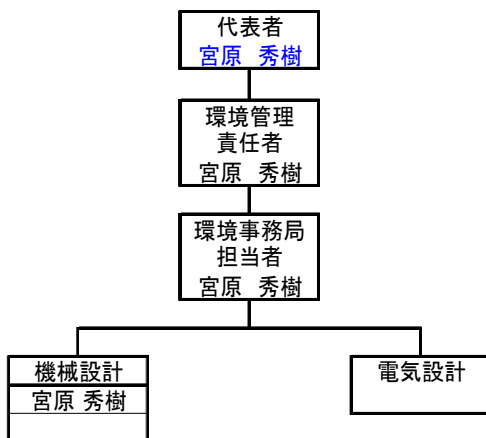 代表者
宮原 秀樹
環境管理
責任者
宮原 秀樹
環境事務局
担当者
宮原 秀樹
機械設計
宮原 秀樹
電気設計